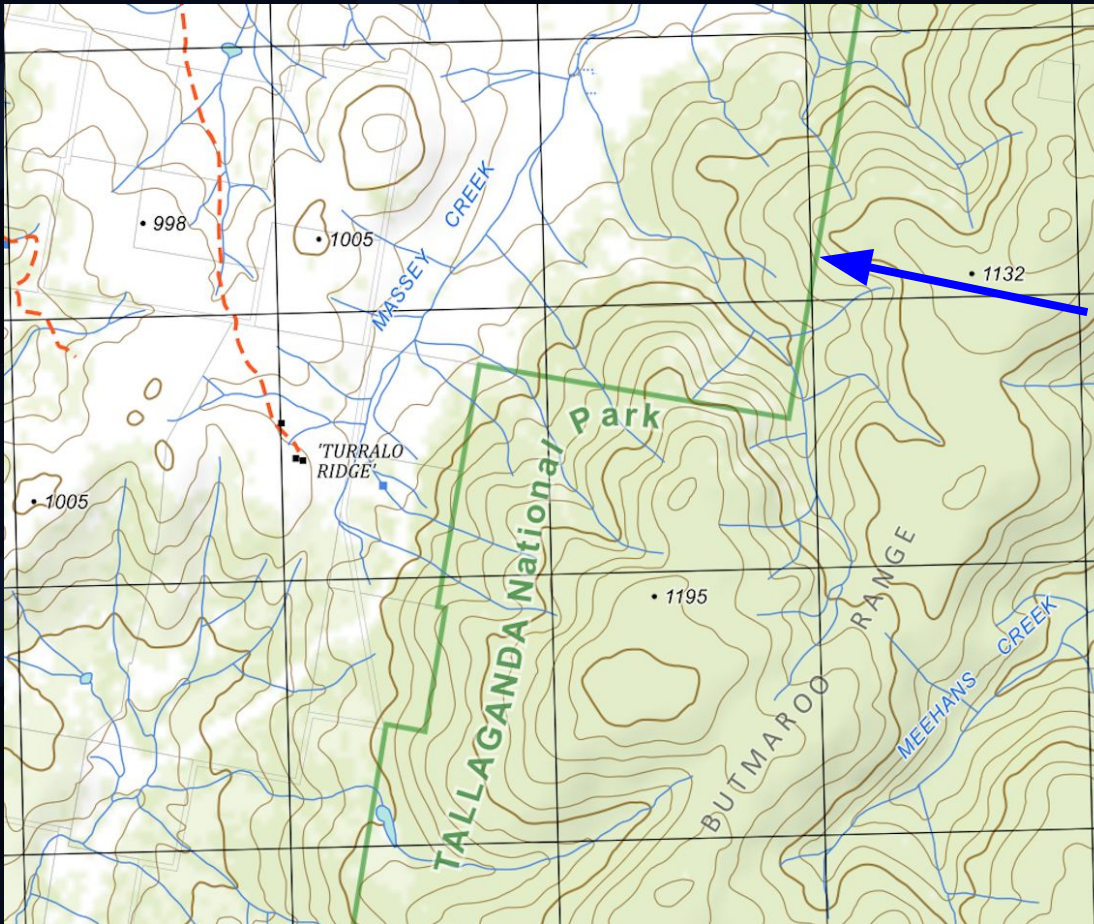 998
1005
MASSEY CREEK
1132
'TURRALO
RIDGE'
1005
TALLAGANDA National Park
1195
BUTMAROO RANGE
MEEHANS CREEK